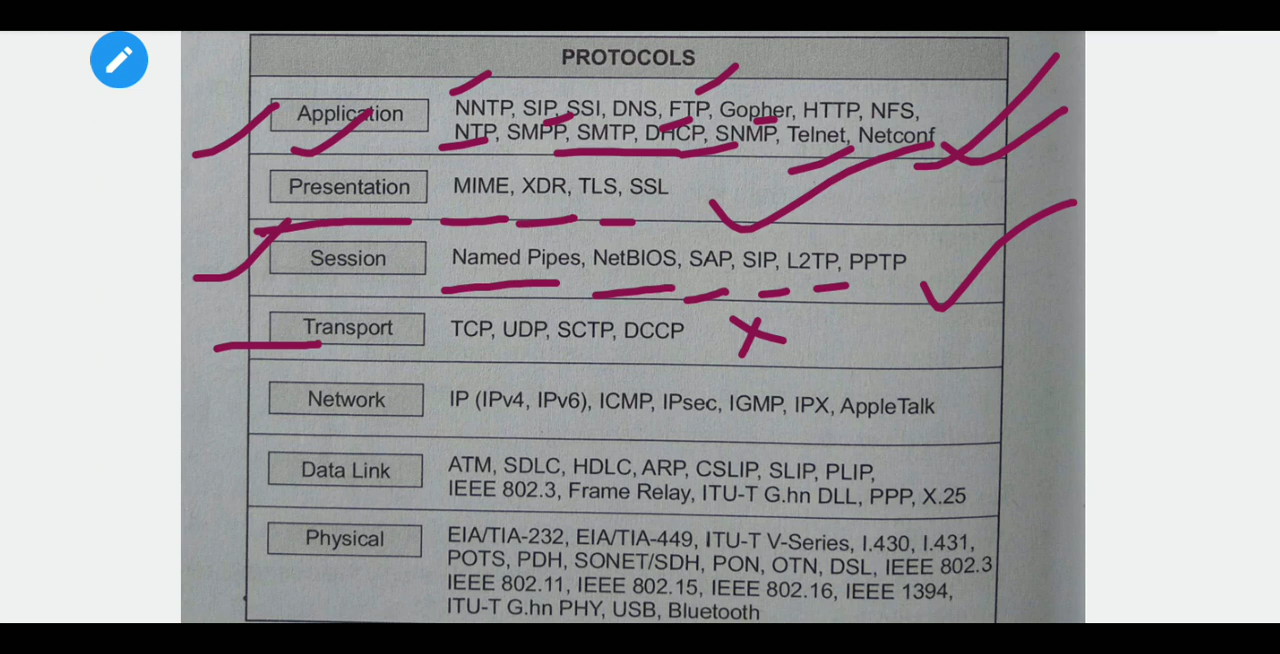 PROTOCOLS
Application
NNTP, SIP, SSI, DNS, FTP, Gopher, HTTP, NFS,
NTP, SMPP, SMTP, DHCP, SNMP, Telnet, Netconf
Presentation
MIME, XDR, TLS, SSL
Session
Named Pipes, NetBIOS, SAP, SIP, L2TP, PPTP
Transport
TCP, UDP, SCTP, DCCP
Network
IP (IPv4, IPv6), ICMP, IPsec, IGMP, IPX, AppleTalk
Data Link
ATM, SDLC, HDLC, ARP, CSLIP, SLIP, PLIP,
IEEE 802.3, Frame Relay, ITU-T G.hn DLL, PPP, X.25
Physical
EIA/TIA-232, EIA/TIA-449, ITU-T V-Series, I.430, I.431,
POTS, PDH, SONET/SDH, PON, OTN, DSL, IEEE 802.3
IEEE 802.11, IEEE 802.15, IEEE 802.16, IEEE 1394,
ITU-T G.hn PHY, USB, Bluetooth